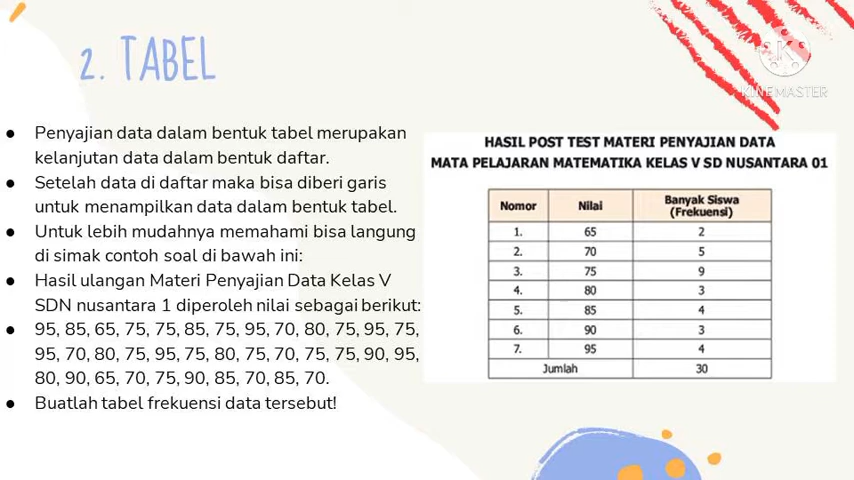 2. TABEL
K
KINEMASTER
● Penyajian data dalam bentuk tabel merupakan
kelanjutan data dalam bentuk daftar.
● Setelah data di daftar maka bisa diberi garis
untuk menampilkan data dalam bentuk tabel.
● Untuk lebih mudahnya memahami bisa langsung
di simak contoh soal di bawah ini:
● Hasil ulangan Materi Penyajian Data Kelas V
SDN nusantara 1 diperoleh nilai sebagai berikut:
● 95, 85, 65, 75, 75, 85, 75, 95, 70, 80, 75, 95, 75,
95, 70, 80, 75, 95, 75, 80, 75, 70, 75, 75, 90, 95,
80, 90, 65, 70, 75, 90, 85, 70, 85, 70.
● Buatlah tabel frekuensi data tersebut!
HASIL POST TEST MATERI PENYAJIAN DATA
MATA PELAJARAN MATEMATIKA KELAS V SD NUSANTARA 01
Nomor Nilai Banyak Siswa
(Frekuensi)
1. 65 2
2. 70 5
3. 75 9
4. 80 3
5. 85 4
6. 90 3
7. 95 4
Jumlah 30